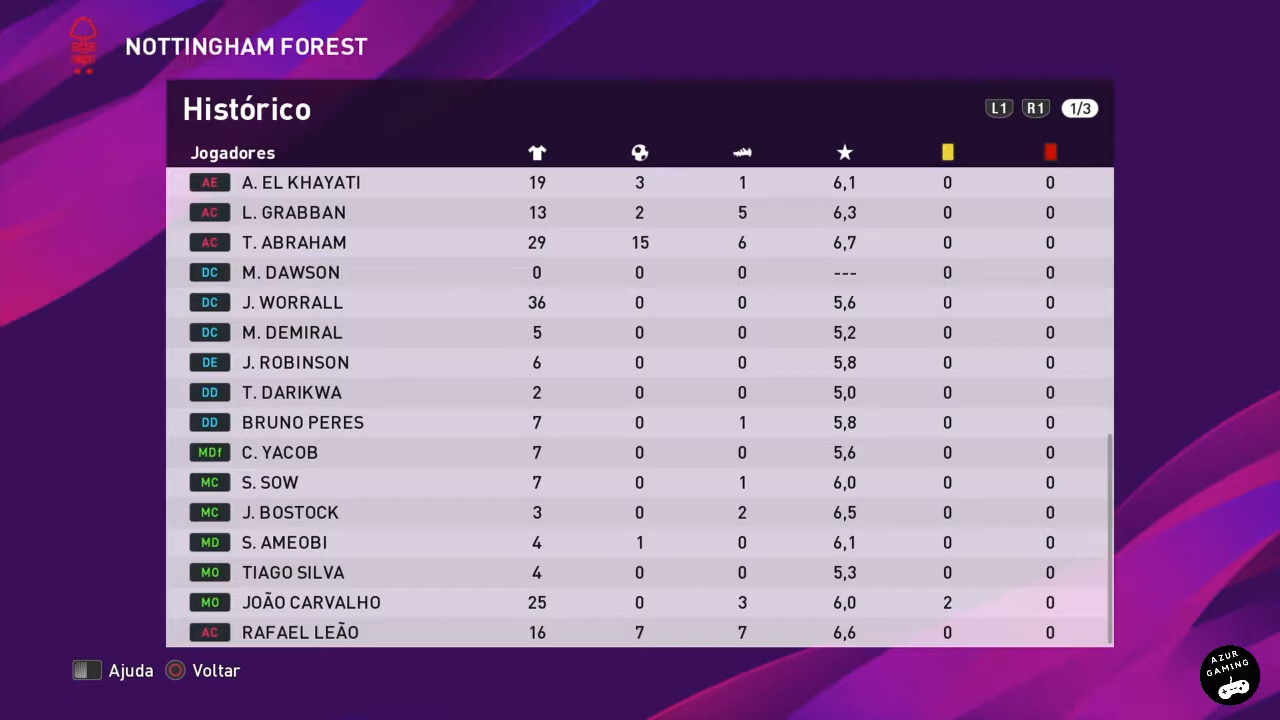 NOTTINGHAM FOREST
FOREST
Histórico
L1 R1 1/3
Jogadores
AE A. EL KHAYATI 19 3 1 6,1 0 0
AC L. GRABBAN 13 2 5 6,3 0 0
AC T. ABRAHAM 29 15 6 6,7 0 0
DC M. DAWSON 0 0 0 --- 0 0
DC J. WORRALL 36 0 0 5,6 0 0
DC M. DEMIRAL 5 0 0 5,2 0 0
DE J. ROBINSON 6 0 0 5,8 0 0
DD T. DARIKWA 2 0 0 5,0 0 0
DD BRUNO PERES 7 0 1 5,8 0 0
MDf C. YACOB 7 0 0 5,6 0 0
MC S. SOW 7 0 1 6,0 0 0
MC J. BOSTOCK 3 0 2 6,5 0 0
MD S. AMEOBI 4 1 0 6,1 0 0
MO TIAGO SILVA 4 0 0 5,3 0 0
MO JOÃO CARVALHO 25 0 3 6,0 2 0
AC RAFAEL LEÃO 16 7 7 6,6 0 0
Ajuda Voltar
AZUR
GAMING